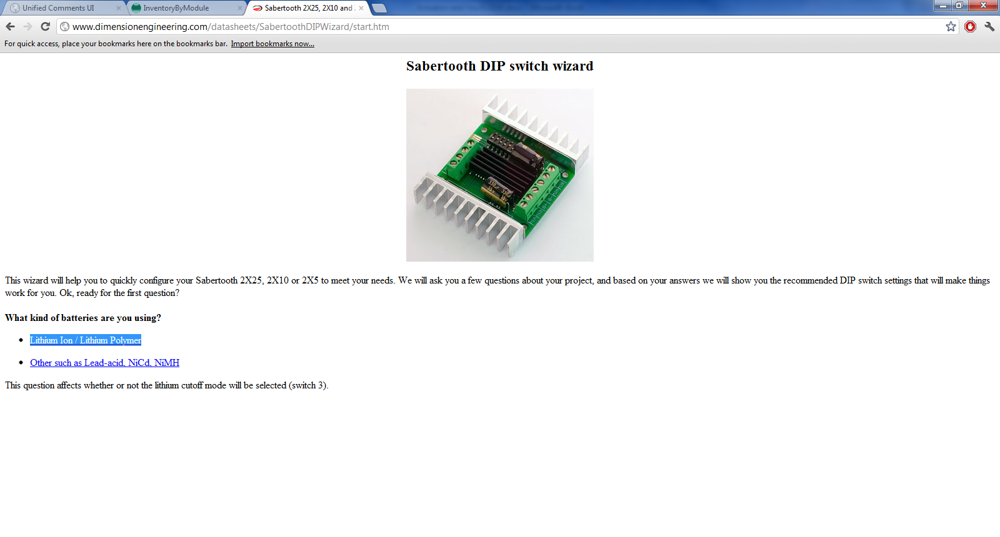 Unified Comments UI
InventoryByModule
Sabertooth 2X25, 2X10 and
www.dimensionengineering.com/datasheets/SabertoothDIPWizard/start.htm
For quick access, place your bookmarks here on the bookmarks bar. Import bookmarks now...
Sabertooth DIP switch wizard
This wizard will help you to quickly configure your Sabertooth 2X25, 2X10 or 2X5 to meet your needs. We will ask you a few questions about your project, and based on your answers we will show you the recommended DIP switch settings that will make things
work for you. Ok, ready for the first question?
What kind of batteries are you using?
Lithium Ion / Lithium Polymer
Other such as Lead-acid, NiCd, NiMH
This question affects whether or not the lithium cutoff mode will be selected (switch 3).